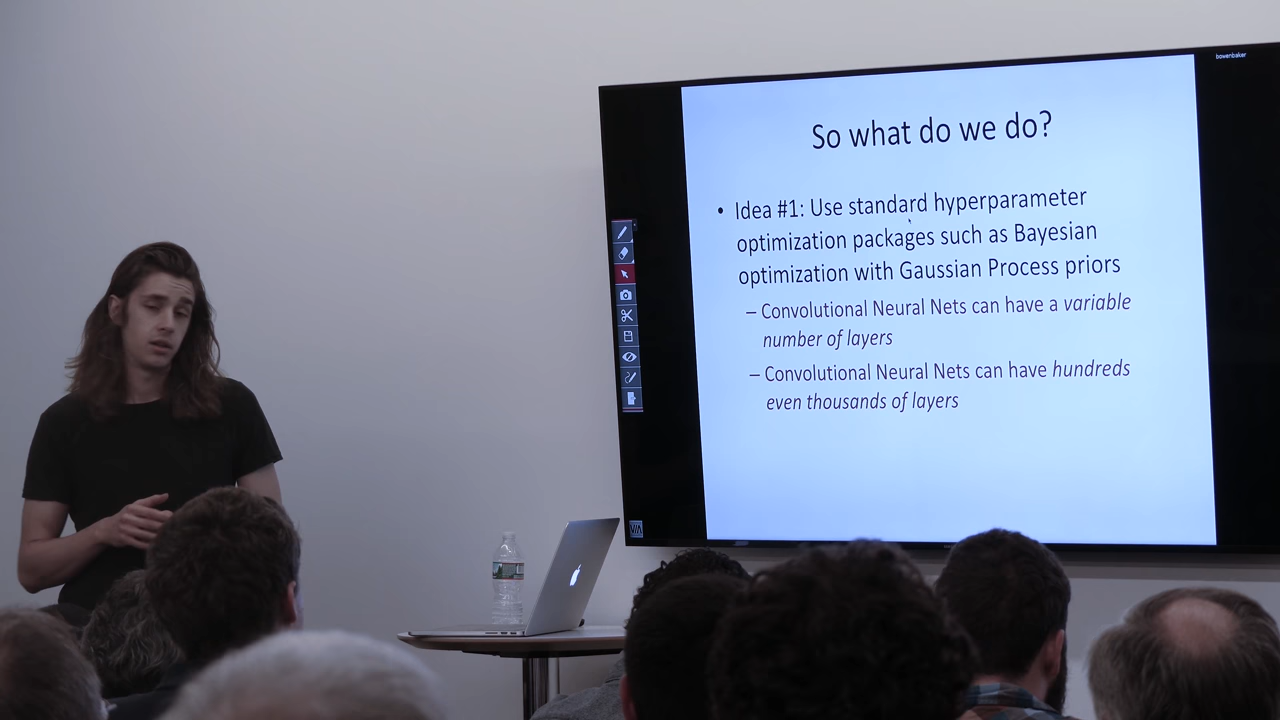 bowenbaker
So what do we do?
• Idea #1: Use standard hyperparameter
optimization packages such as Bayesian
optimization with Gaussian Process priors
– Convolutional Neural Nets can have a variable
number of layers
– Convolutional Neural Nets can have hundreds
even thousands of layers